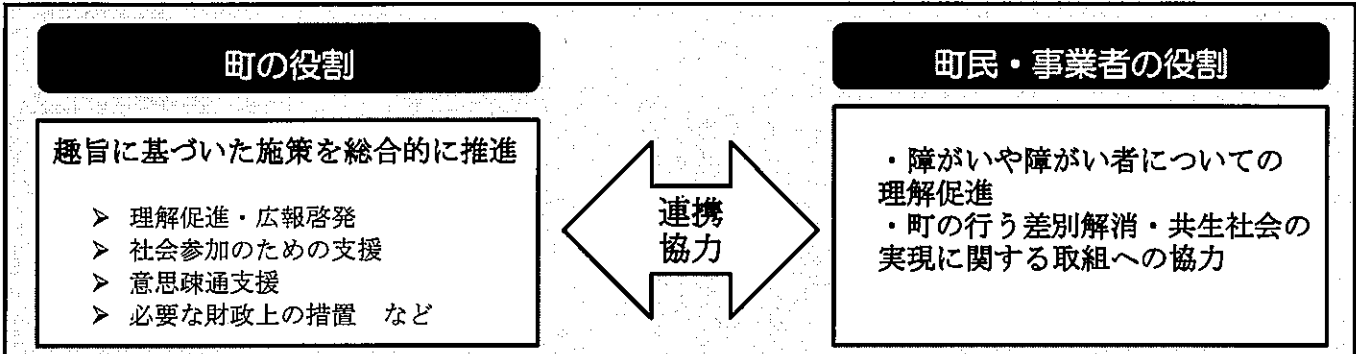 町の役割
趣旨に基づいた施策を総合的に推進
➢ 理解促進・広報啓発
➢ 社会参加のための支援
➢ 意思疎通支援
➢ 必要な財政上の措置　など
連携
協力
町民・事業者の役割
・障がいや障がい者についての
理解促進
・町の行う差別解消・共生社会の
実現に関する取組への協力